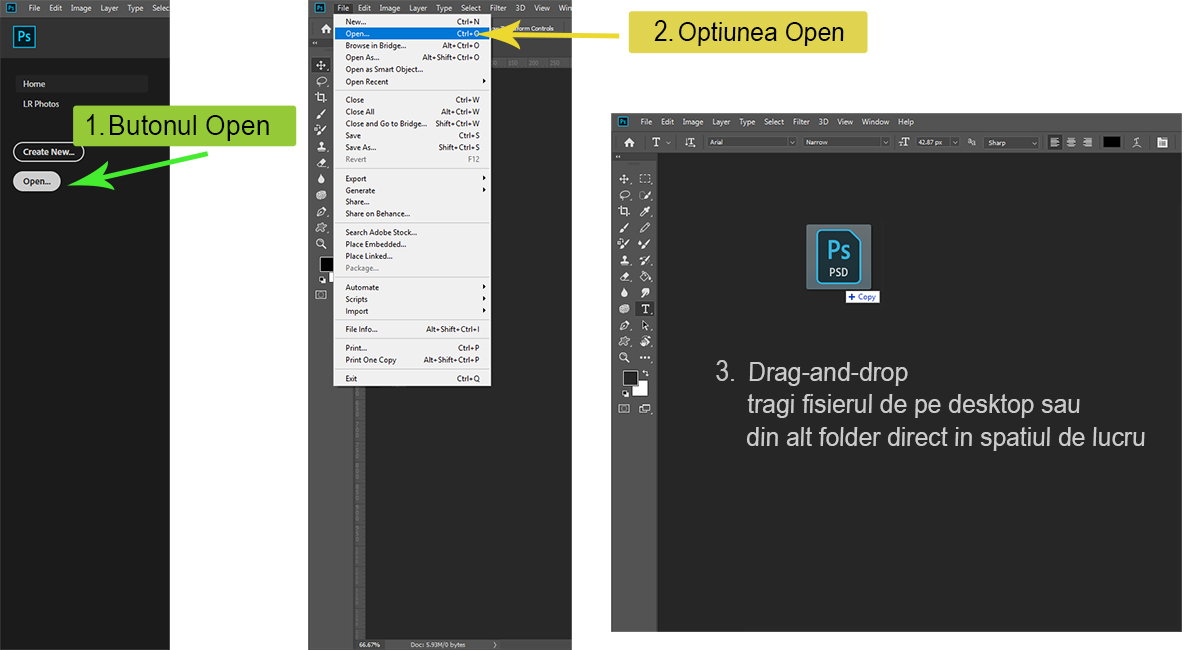 Ps File Edit Image Layer Type Selec
Ps
Home
LR Photos
1. Butonul Open
Create New...
Open...
Ps File Edit Image Layer Type Select Filter 3D View Win
New... Ctrl+N
Open... Ctrl+O
Browse in Bridge... Alt+Ctrl+O
Open As... Alt+Shift+Ctrl+O
Open as Smart Object...
Open Recent
Close Ctrl+W
Close All Alt+Ctrl+W
Close and Go to Bridge... Shift+Ctrl+W
Save Ctrl+S
Save As... Shift+Ctrl+S
Revert F12
Export
Generate
Share...
Share on Behance...
Search Adobe Stock...
Place Embedded...
Place Linked...
Package...
Automate
Scripts
Import
File Info... Alt+Shift+Ctrl+I
Print... Ctrl+P
Print One Copy Alt+Shift+Ctrl+P
Exit Ctrl+Q
Controls
150 200 250
66.67% Doc: 5.93M/0 bytes
2. Optiunea Open
Ps File Edit Image Layer Type Select Filter 3D View Window Help
T Arial Narrow 42.87 px aa Sharp
Ps
PSD
+ Copy
3. Drag-and-drop
tragi fisierul de pe desktop sau
din alt folder direct in spatiul de lucru